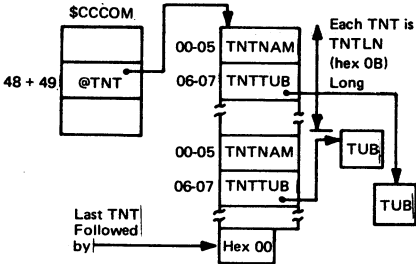 $CCCOM
Each TNT is
TNTLN
(hex 0B)
Long
00-05 TNTNAM
48 + 49 @TNT
06-07 TNTTUB
00-05 TNTNAM
TUB
06-07 TNTTUB
TUB
Last TNT
Followed
by
Hex 00